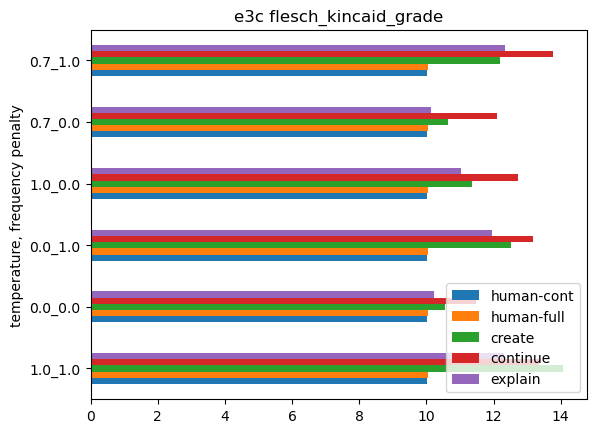 e3c flesch_kincaid_grade
temperature, frequency penalty
0.7_1.0
0.7_0.0
1.0_0.0
0.0_1.0
0.0_0.0
1.0_1.0
human-cont
human-full
create
continue
explain
0 2 4 6 8 10 12 14